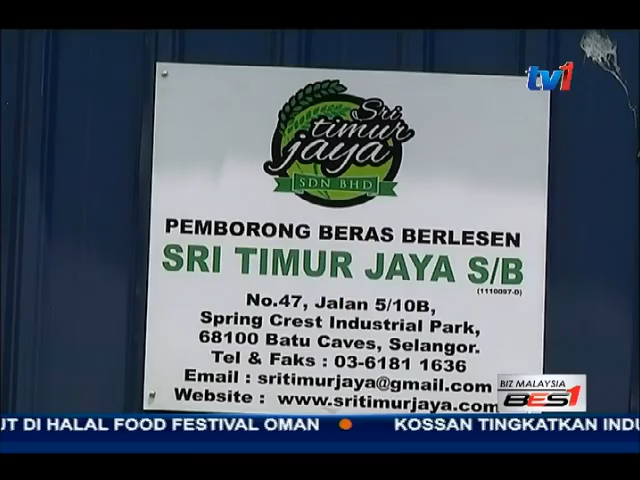 tv1
Sri
timur
jaya
SDN BHD
PEMBORONG BERAS BERLESEN
SRI TIMUR JAYA S/B
(1110097-D)
No.47, Jalan 5/10B,
Spring Crest Industrial Park,
68100 Batu Caves, Selangor.
Tel & Faks : 03-6181 1636
Email : sritimurjaya@gmail.com
Website : www.sritimurjaya.com
BIZ MALAYSIA
BES1
UT DI HALAL FOOD FESTIVAL OMAN KOSSAN TINGKATKAN INDU